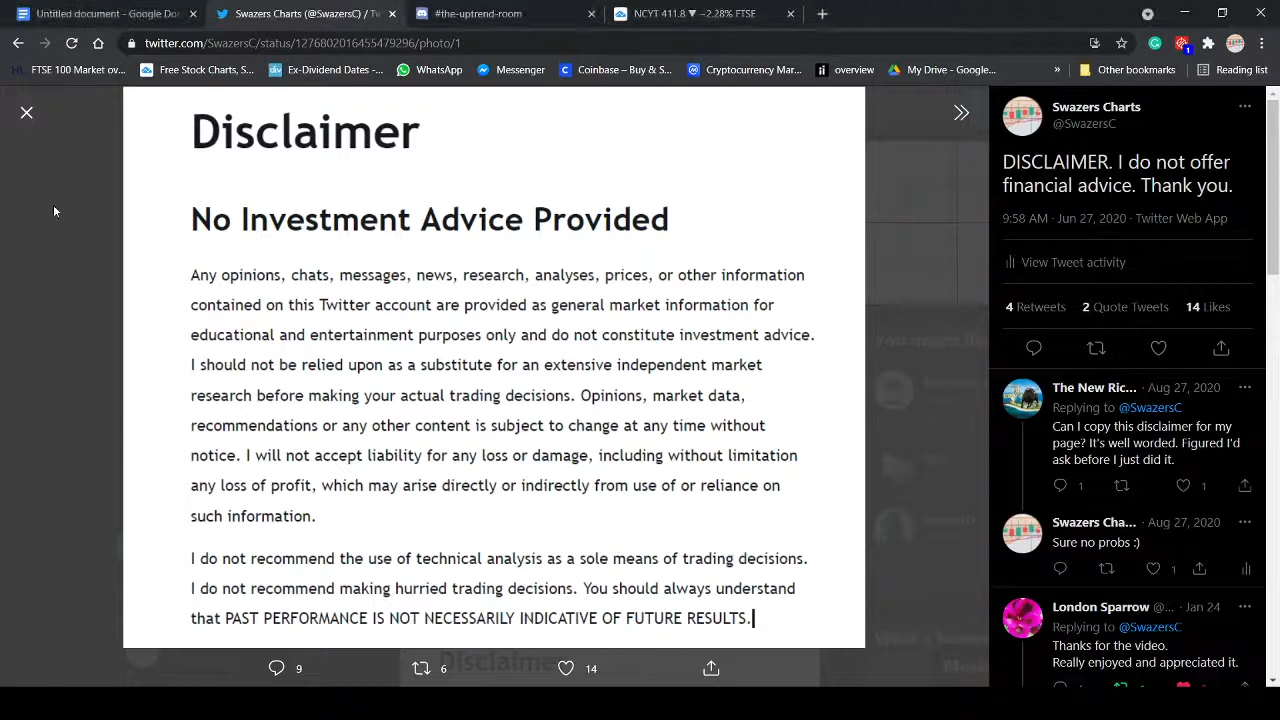 Untitled document - Google Do
Swazers Charts (@SwazersC) / Tw
#the-uptrend-room
NCYT 411.8 ▼ −2.28% FTSE
twitter.com/SwazersC/status/1276802016455479296/photo/1
1
HL FTSE 100 Market ov...
Free Stock Charts, S...
div Ex-Dividend Dates -...
WhatsApp
Messenger
Coinbase – Buy & S...
Cryptocurrency Mar...
overview
My Drive - Google...
»
Other bookmarks
Reading list
Disclaimer
No Investment Advice Provided
Any opinions, chats, messages, news, research, analyses, prices, or other information
contained on this Twitter account are provided as general market information for
educational and entertainment purposes only and do not constitute investment advice.
I should not be relied upon as a substitute for an extensive independent market
research before making your actual trading decisions. Opinions, market data,
recommendations or any other content is subject to change at any time without
notice. I will not accept liability for any loss or damage, including without limitation
any loss of profit, which may arise directly or indirectly from use of or reliance on
such information.
I do not recommend the use of technical analysis as a sole means of trading decisions.
I do not recommend making hurried trading decisions. You should always understand
that PAST PERFORMANCE IS NOT NECESSARILY INDICATIVE OF FUTURE RESULTS.
9
6
14
Disclaimer
Swazers Charts
@SwazersC
DISCLAIMER. I do not offer
financial advice. Thank you.
9:58 AM · Jun 27, 2020 · Twitter Web App
View Tweet activity
4 Retweets 2 Quote Tweets 14 Likes
The New Ric... · Aug 27, 2020
Replying to @SwazersC
Can I copy this disclaimer for my
page? It's well worded. Figured I'd
ask before I just did it.
1
1
Swazers Cha... · Aug 27, 2020
Sure no probs :)
1
London Sparrow @... · Jan 24
Replying to @SwazersC
Thanks for the video.
Really enjoyed and appreciated it.